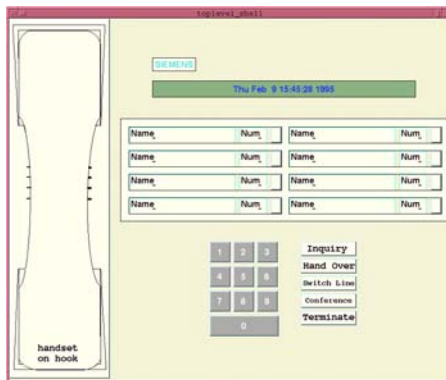 toplevel_shell
SIEMENS
Thu Feb 9 15:45:28 1995
Name Num Name Num
Name Num Name Num
Name Num Name Num
Name Num Name Num
1 2 3
4 5 6
7 8 9
0
Inquiry
Hand Over
Switch Line
Conference
Terminate
handset
on hook